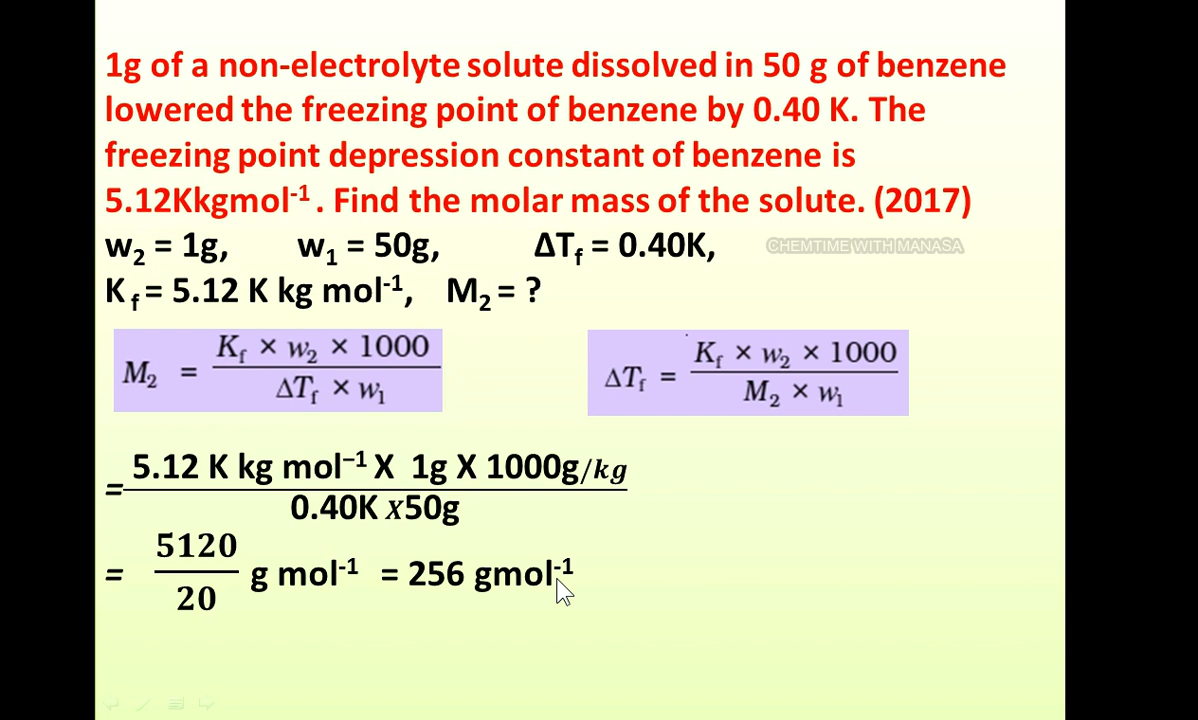 1g of a non-electrolyte solute dissolved in 50 g of benzene
lowered the freezing point of benzene by 0.40 K. The
freezing point depression constant of benzene is
5.12Kkgmol⁻¹ . Find the molar mass of the solute. (2017)
w₂ = 1g, w₁ = 50g, ΔT_f = 0.40K, CHEMTIME WITH MANASA
K_f = 5.12 K kg mol⁻¹, M₂ = ?
M₂ = (K_f × w₂ × 1000) / (ΔT_f × w₁) ΔT_f = (K_f × w₂ × 1000) / (M₂ × w₁)
= 5.12 K kg mol⁻¹ X 1g X 1000g/kg
0.40K X50g
= 5120/20 g mol⁻¹ = 256 gmol⁻¹